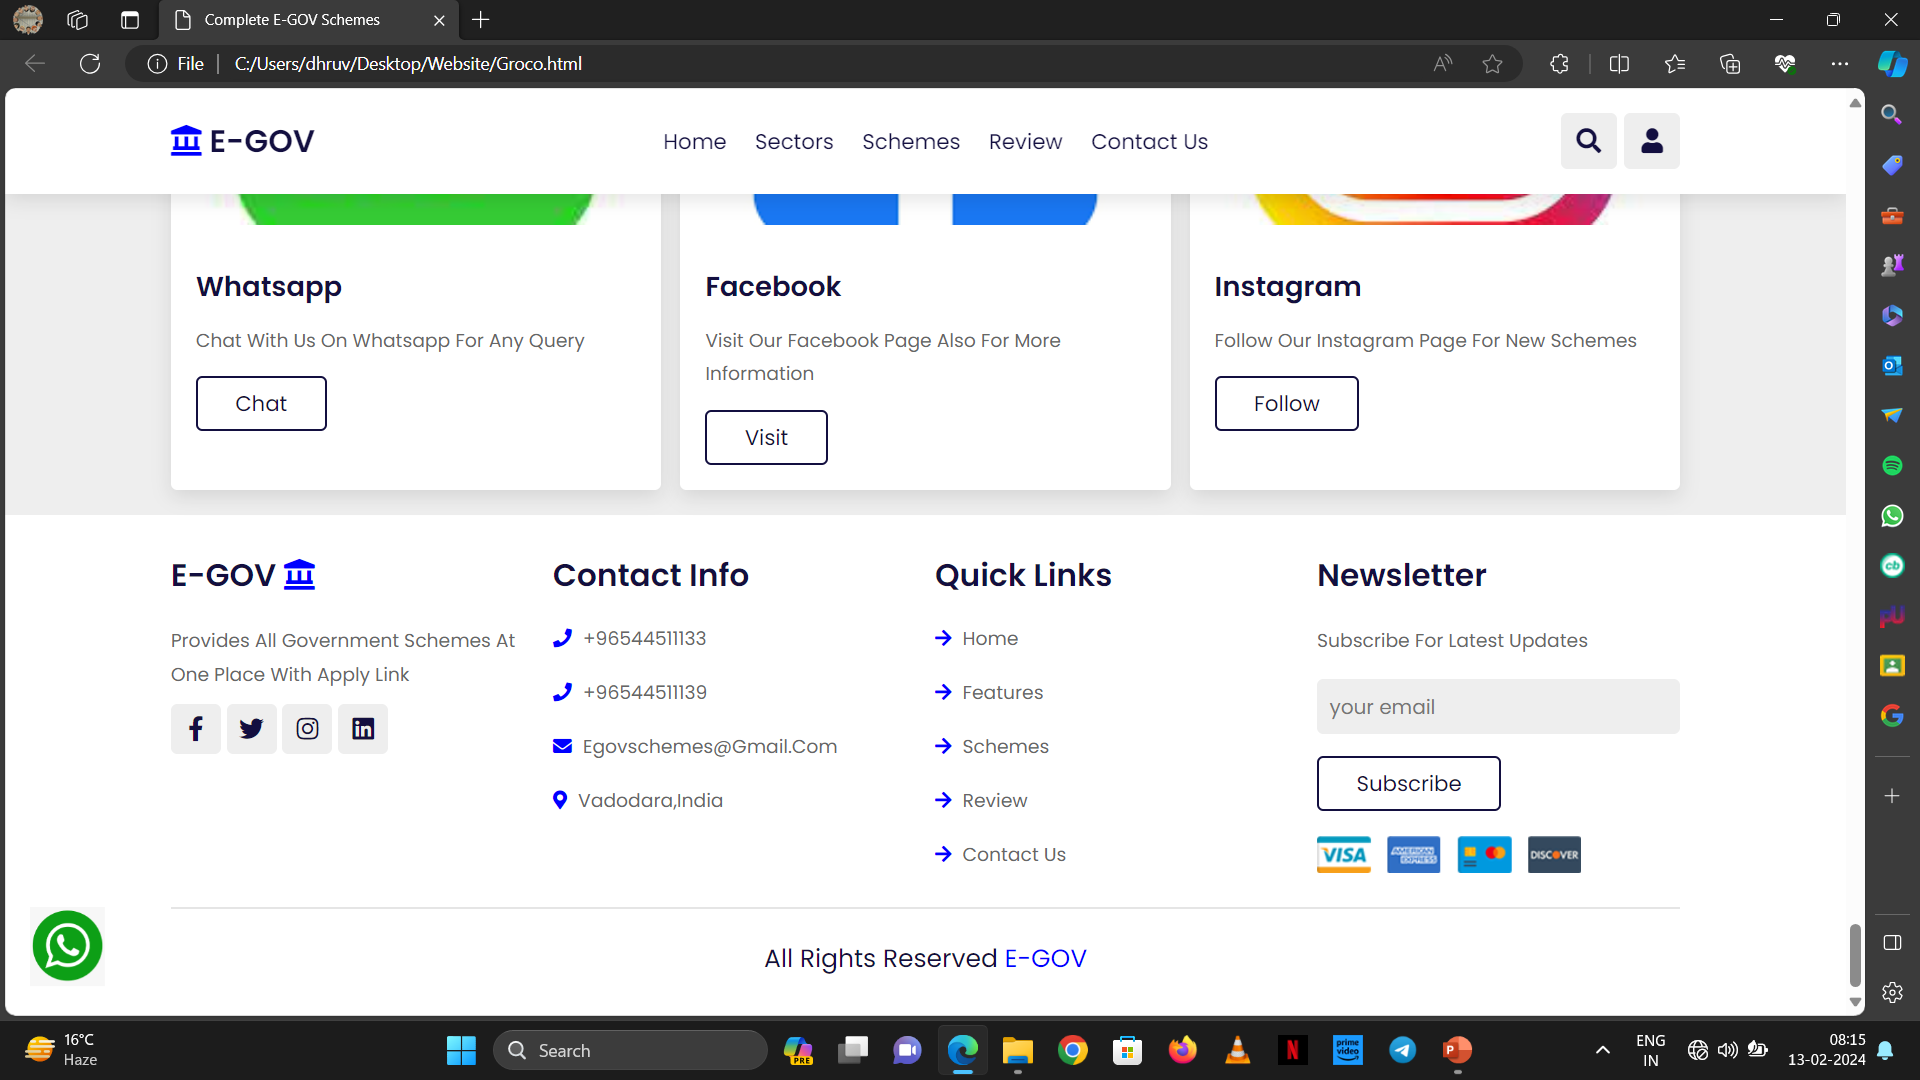 Complete E-GOV Schemes
File
C:/Users/dhruv/Desktop/Website/Groco.html
E-GOV
Home Sectors Schemes Review Contact Us
Whatsapp
Chat With Us On Whatsapp For Any Query
Chat
Facebook
Visit Our Facebook Page Also For More
Information
Visit
Instagram
Follow Our Instagram Page For New Schemes
Follow
E-GOV
Provides All Government Schemes At
One Place With Apply Link
Contact Info
+96544511133
+96544511139
Egovschemes@Gmail.Com
Vadodara,India
Quick Links
Home
Features
Schemes
Review
Contact Us
Newsletter
Subscribe For Latest Updates
your email
Subscribe
VISA
AMERICAN EXPRESS
DISCOVER
All Rights Reserved E-GOV
16°C
Haze
Search
PRE
prime video
ENG
IN
08:15
13-02-2024